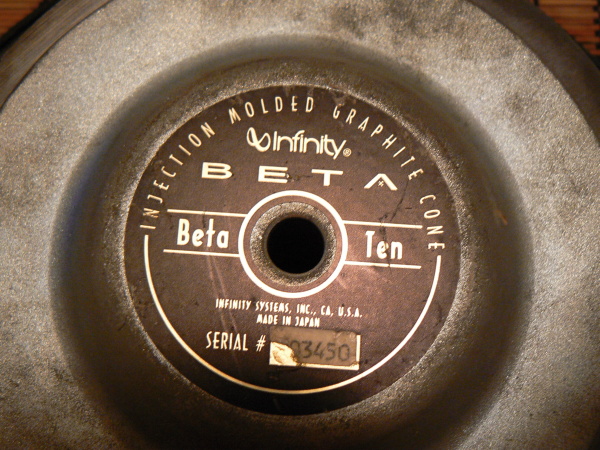 INJECTION MOLDED GRAPHITE CONE
Infinity®
BETA
Beta Ten
INFINITY SYSTEMS, INC., CA, U.S.A.
MADE IN JAPAN
SERIAL # 03450